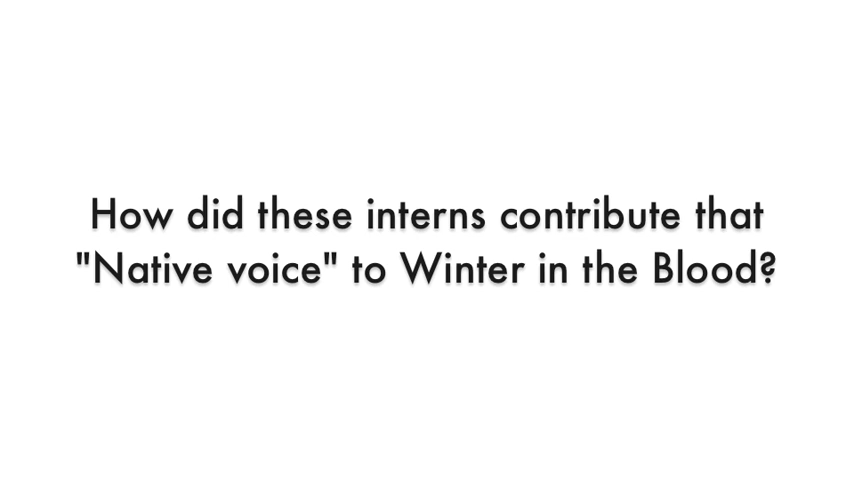 How did these interns contribute that
"Native voice" to Winter in the Blood?